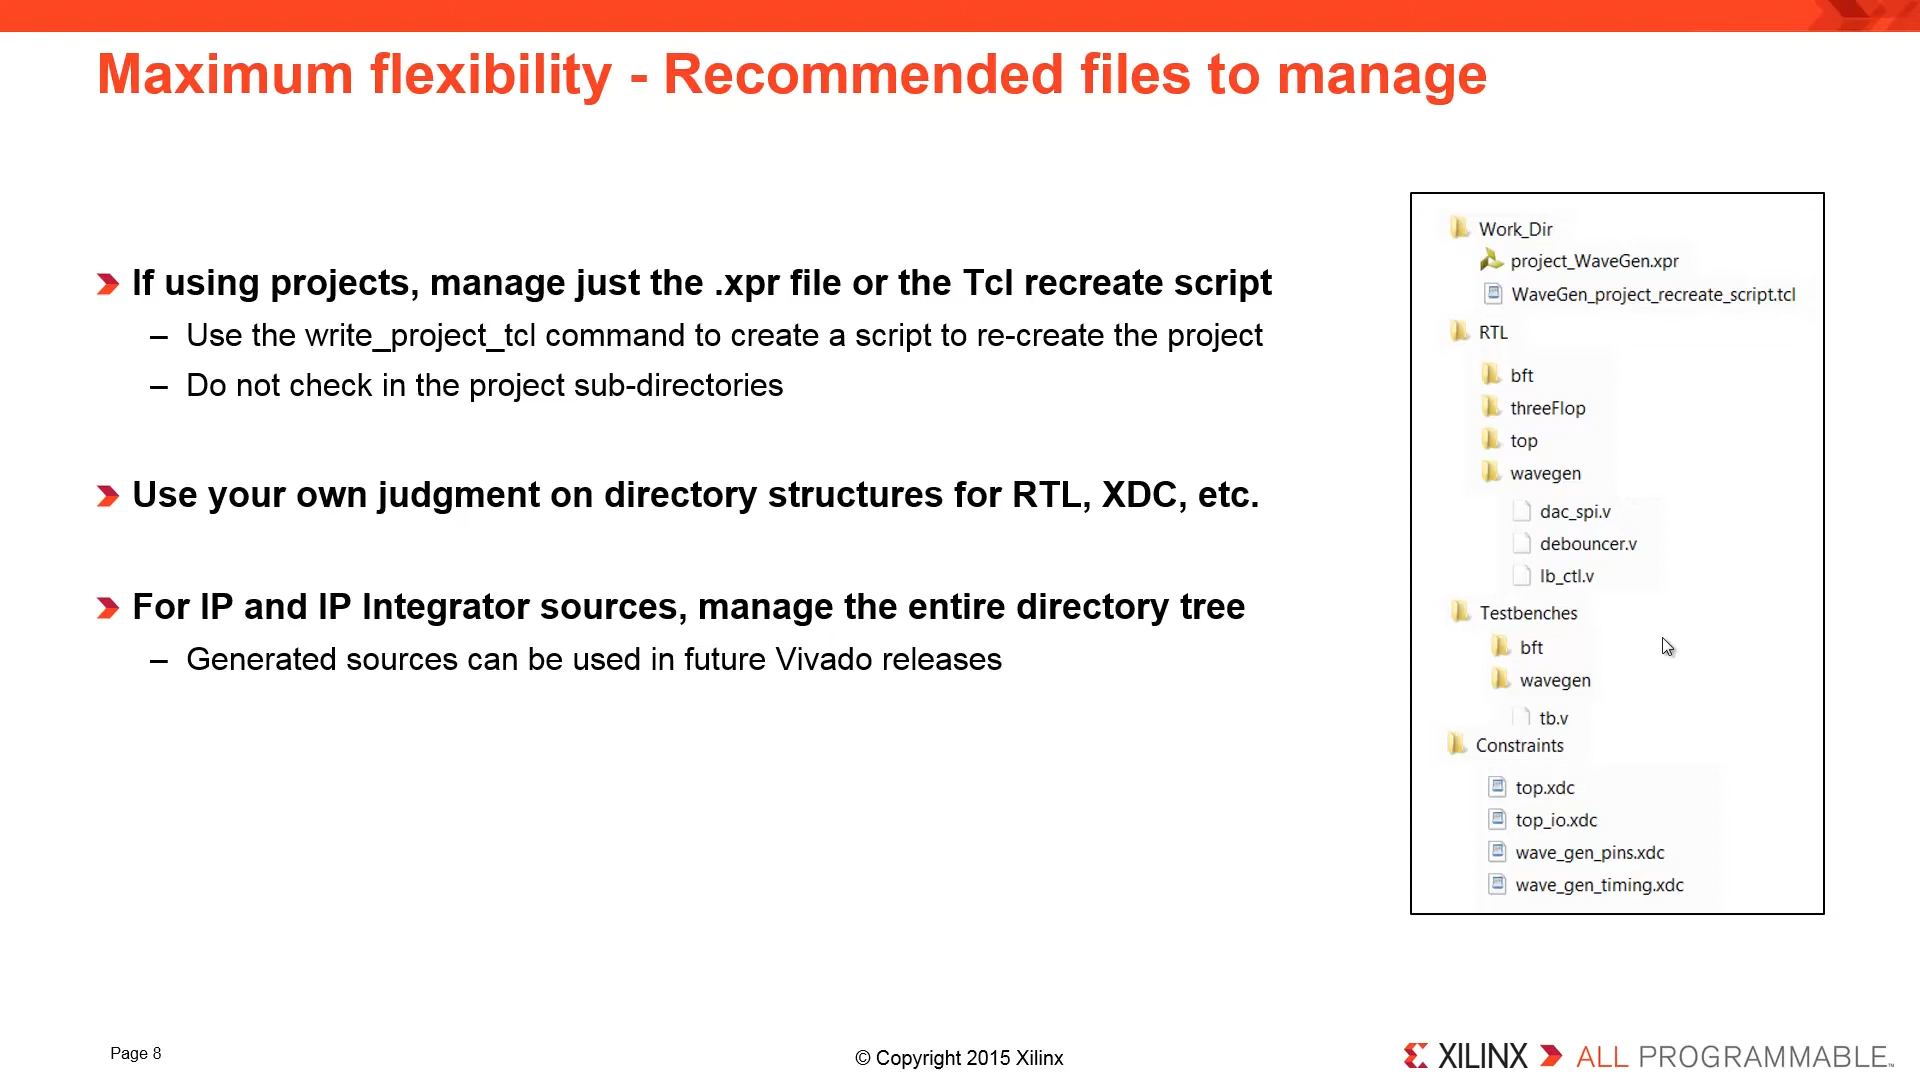 Maximum flexibility - Recommended files to manage
If using projects, manage just the .xpr file or the Tcl recreate script
– Use the write_project_tcl command to create a script to re-create the project
– Do not check in the project sub-directories
Use your own judgment on directory structures for RTL, XDC, etc.
For IP and IP Integrator sources, manage the entire directory tree
– Generated sources can be used in future Vivado releases
Work_Dir
project_WaveGen.xpr
WaveGen_project_recreate_script.tcl
RTL
bft
threeFlop
top
wavegen
dac_spi.v
debouncer.v
lb_ctl.v
Testbenches
bft
wavegen
tb.v
Constraints
top.xdc
top_io.xdc
wave_gen_pins.xdc
wave_gen_timing.xdc
Page 8
© Copyright 2015 Xilinx
XILINX ALL PROGRAMMABLE™